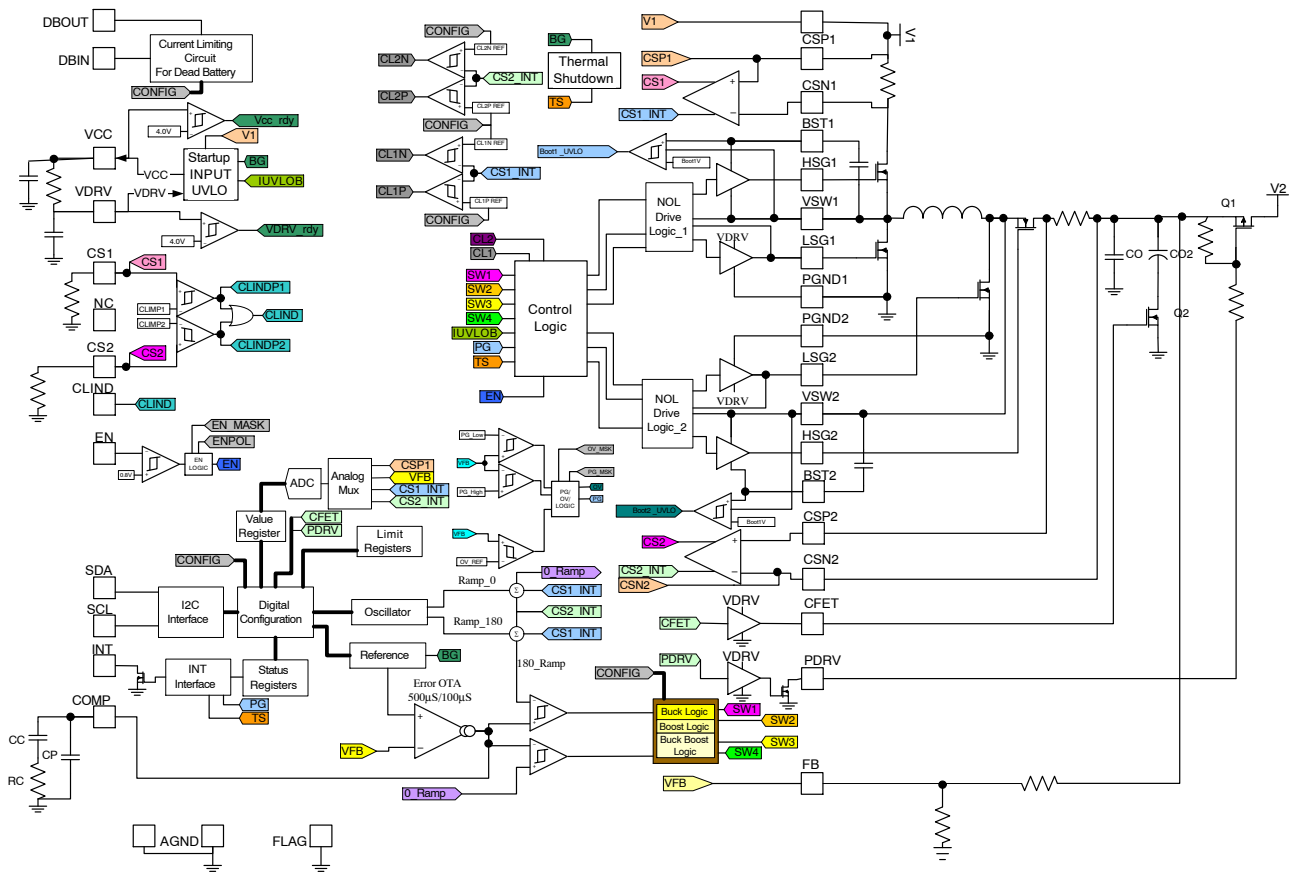 DBOUT
DBIN
Current Limiting
Circuit
For Dead Battery
CONFIG
Vcc_rdy
4.0V
V1
VCC
Startup
INPUT
UVLO
VCC
VDRV
BG
IUVLOB
VDRV
4.0V
VDRV_rdy
CS1
CS1
CLIMP1
CLIMP2
CLINDP1
CLIND
CLINDP2
NC
CS2
CS2
CLIND
CLIND
EN
0.8V
EN_MASK
ENPOL
EN
LOGIC
EN
CONFIG
CL2N REF
CL2N
CS2_INT
CL2P
CL2P REF
CONFIG
CL1N REF
CL1N
CS1_INT
CL1P
CL1P REF
CONFIG
BG
Thermal
Shutdown
TS
V1
V1
V1
CSP1
CSP1
CS1
+
−
CS1_INT
CSN1
BST1
Boot1_UVLO
Boot1V
HSG1
NOL
Drive
Logic_1
VSW1
VDRV
LSG1
PGND1
CL2
CL1
SW1
SW2
SW3
SW4
IUVLOB
PG
TS
EN
Control
Logic
PGND2
LSG2
VDRV
NOL
Drive
Logic_2
VSW2
HSG2
BST2
Boot2_UVLO
Boot1V
CSP2
CS2
+
−
CS2_INT
CSN2
CSN2
Q1
V2
CO
CO2
Q2
PG_Low
VFB
PG_High
OV_MSK
PG_MSK
PG/
OV/
LOGIC
OV
PG
VFB
OV_REF
ADC
Analog
Mux
CSP1
VFB
CS1_INT
CS2_INT
Value
Register
CFET
PDRV
Limit
Registers
CONFIG
SDA
SCL
I2C
Interface
Digital
Configuration
Oscillator
Ramp_0
Ramp_180
0_Ramp
Σ
CS1_INT
CS2_INT
Σ
CS1_INT
180_Ramp
Reference
BG
INT
INT
Interface
Status
Registers
PG
TS
Error OTA
500µS/100µS
+
−
VFB
COMP
CC
CP
RC
0_Ramp
CONFIG
Buck Logic
Boost Logic
Buck Boost
Logic
SW1
SW2
SW3
SW4
CFET
VDRV
CFET
PDRV
VDRV
PDRV
VFB
FB
AGND
FLAG